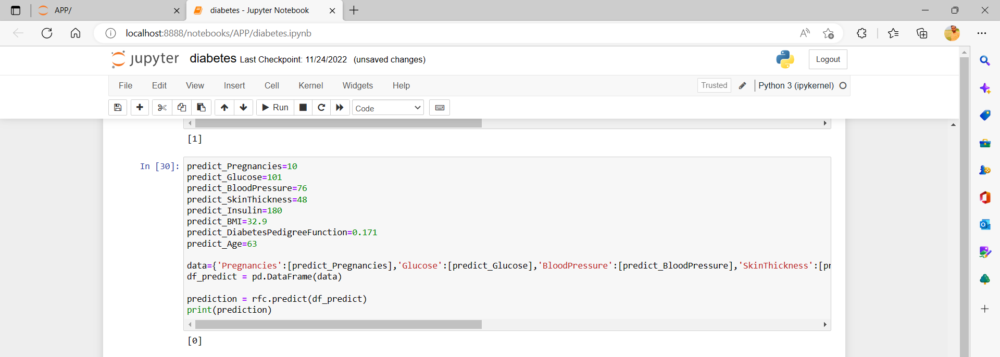 APP/
diabetes - Jupyter Notebook
localhost:8888/notebooks/APP/diabetes.ipynb
jupyter diabetes Last Checkpoint: 11/24/2022 (unsaved changes)
Logout
File Edit View Insert Cell Kernel Widgets Help
Trusted Python 3 (ipykernel)
Run Code
[1]
In [30]: predict_Pregnancies=10
predict_Glucose=101
predict_BloodPressure=76
predict_SkinThickness=48
predict_Insulin=180
predict_BMI=32.9
predict_DiabetesPedigreeFunction=0.171
predict_Age=63
data={'Pregnancies':[predict_Pregnancies],'Glucose':[predict_Glucose],'BloodPressure':[predict_BloodPressure],'SkinThickness':[pr
df_predict = pd.DataFrame(data)
prediction = rfc.predict(df_predict)
print(prediction)
[0]